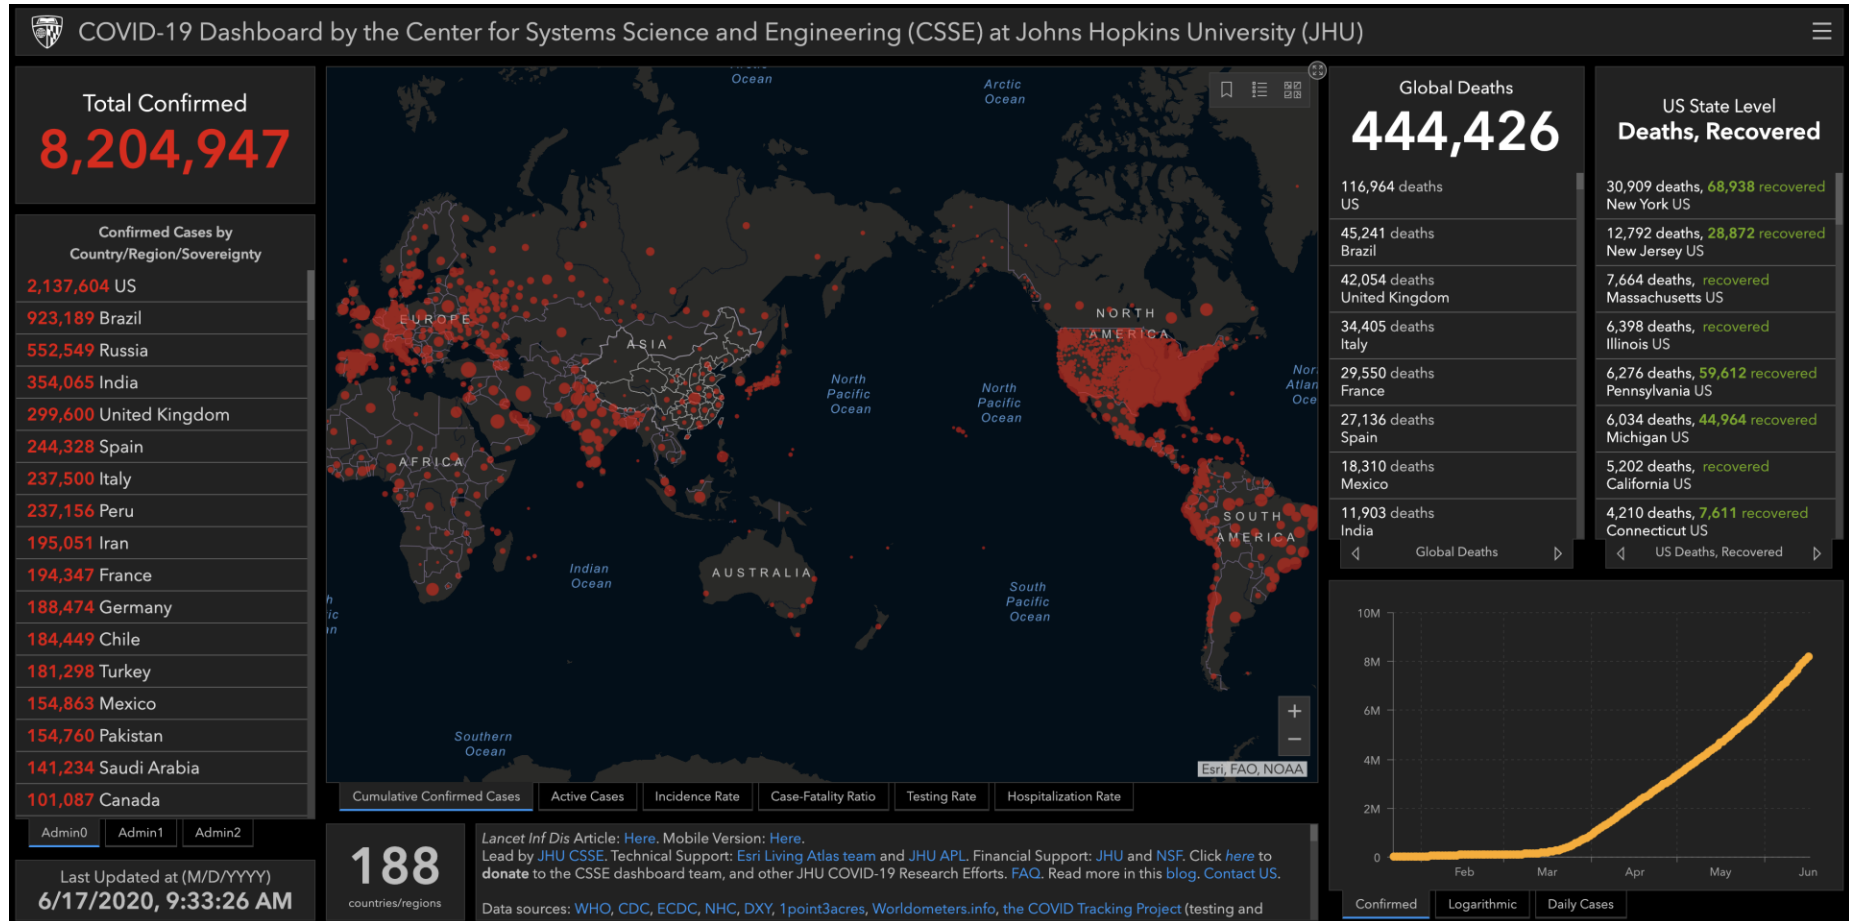 COVID-19 Dashboard by the Center for Systems Science and Engineering (CSSE) at Johns Hopkins University (JHU)
Total Confirmed
8,204,947
Confirmed Cases by
Country/Region/Sovereignty
2,137,604 US
923,189 Brazil
552,549 Russia
354,065 India
299,600 United Kingdom
244,328 Spain
237,500 Italy
237,156 Peru
195,051 Iran
194,347 France
188,474 Germany
184,449 Chile
181,298 Turkey
154,863 Mexico
154,760 Pakistan
141,234 Saudi Arabia
101,087 Canada
Admin0
Admin1
Admin2
Last Updated at (M/D/YYYY)
6/17/2020, 9:33:26 AM
Ocean
Arctic
Ocean
EUROPE
ASIA
NORTH
AMERICA
North
Pacific
Ocean
North
Pacific
Ocean
Nor
Atlan
Oce
AFRICA
SOUTH
AMERICA
Indian
Ocean
AUSTRALIA
South
Pacific
Ocean
h
ic
n
Southern
Ocean
+
−
Esri, FAO, NOAA
Cumulative Confirmed Cases
Active Cases
Incidence Rate
Case-Fatality Ratio
Testing Rate
Hospitalization Rate
188
countries/regions
Lancet Inf Dis Article: Here. Mobile Version: Here.
Lead by JHU CSSE. Technical Support: Esri Living Atlas team and JHU APL. Financial Support: JHU and NSF. Click here to
donate to the CSSE dashboard team, and other JHU COVID-19 Research Efforts. FAQ. Read more in this blog. Contact US.
Data sources: WHO, CDC, ECDC, NHC, DXY, 1point3acres, Worldometers.info, the COVID Tracking Project (testing and
Global Deaths
444,426
116,964 deaths
US
45,241 deaths
Brazil
42,054 deaths
United Kingdom
34,405 deaths
Italy
29,550 deaths
France
27,136 deaths
Spain
18,310 deaths
Mexico
11,903 deaths
India
Global Deaths
US State Level
Deaths, Recovered
30,909 deaths, 68,938 recovered
New York US
12,792 deaths, 28,872 recovered
New Jersey US
7,664 deaths, recovered
Massachusetts US
6,398 deaths, recovered
Illinois US
6,276 deaths, 59,612 recovered
Pennsylvania US
6,034 deaths, 44,964 recovered
Michigan US
5,202 deaths, recovered
California US
4,210 deaths, 7,611 recovered
Connecticut US
US Deaths, Recovered
10M
8M
6M
4M
2M
0
Feb
Mar
Apr
May
Jun
Confirmed
Logarithmic
Daily Cases